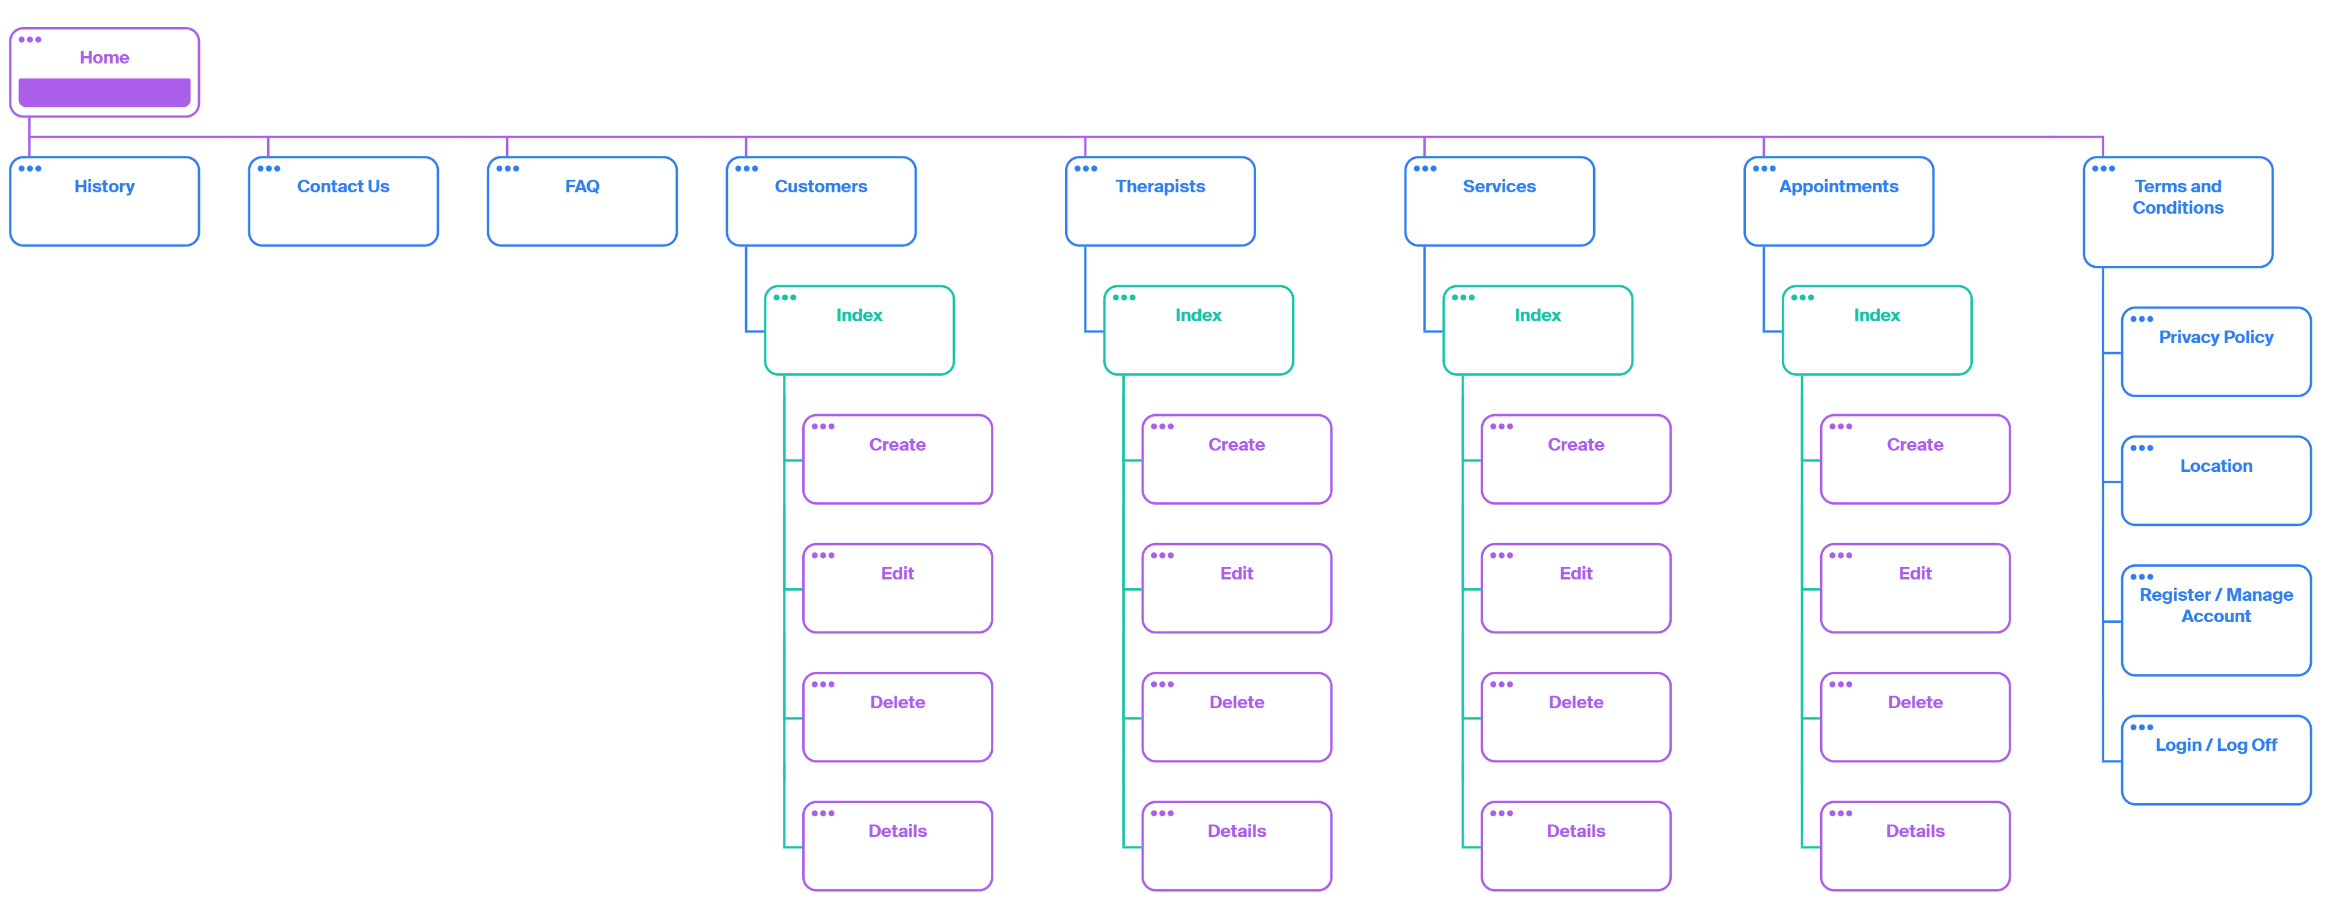 Home
History
Contact Us
FAQ
Customers
Therapists
Services
Appointments
Terms and
Conditions
Index
Index
Index
Index
Privacy Policy
Create
Create
Create
Create
Location
Edit
Edit
Edit
Edit
Register / Manage
Account
Delete
Delete
Delete
Delete
Login / Log Off
Details
Details
Details
Details